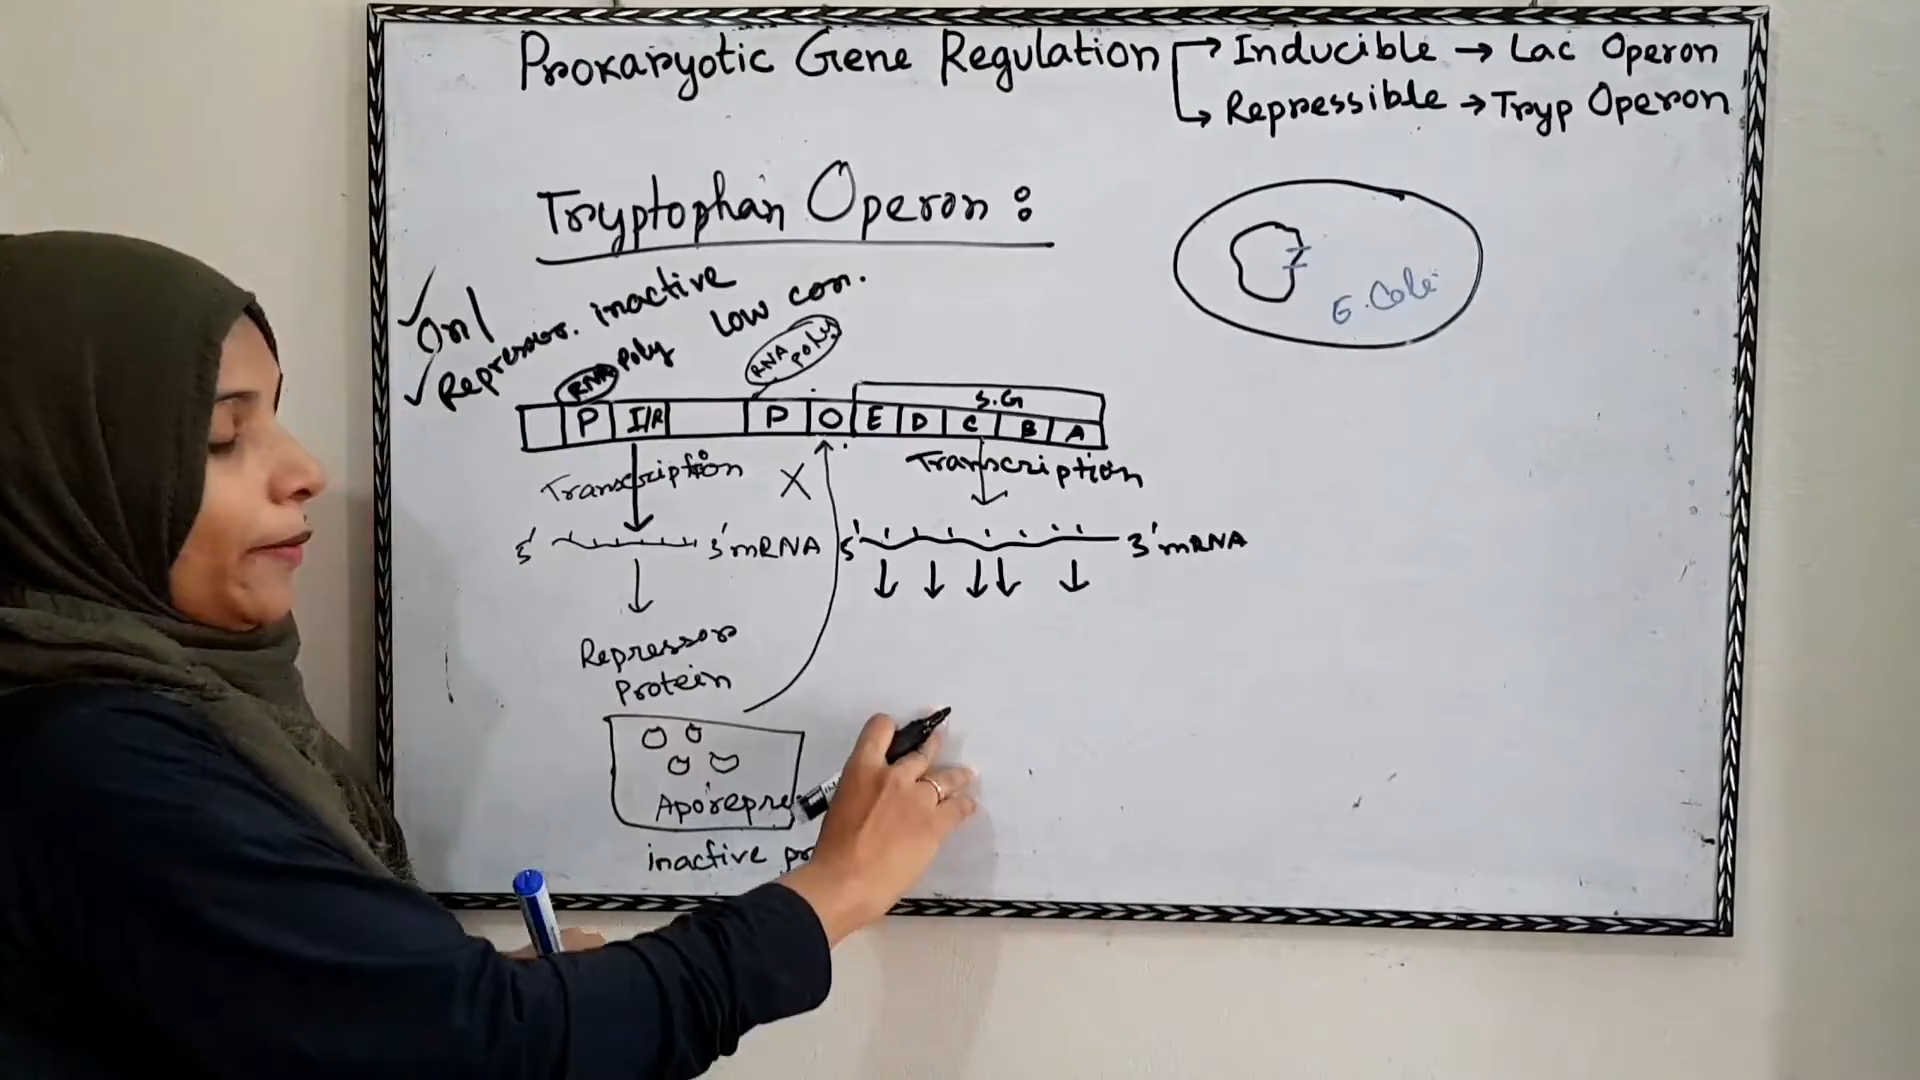 Prokaryotic Gene Regulation → Inducible → Lac Operon
→ Repressible → Tryp Operon
Tryptophan Operon :
on
Repressor. inactive
Low con.
RNA poly
RNA poly
P I/R P O E D C B A
S.G
Transcription
X
Transcription
5' 3' mRNA
5' 3' mRNA
Repressor
Protein
Aporepre
inactive
E. Coli